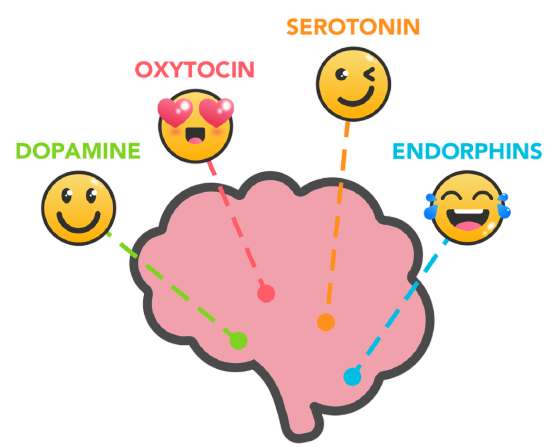 SEROTONIN
OXYTOCIN
DOPAMINE
ENDORPHINS